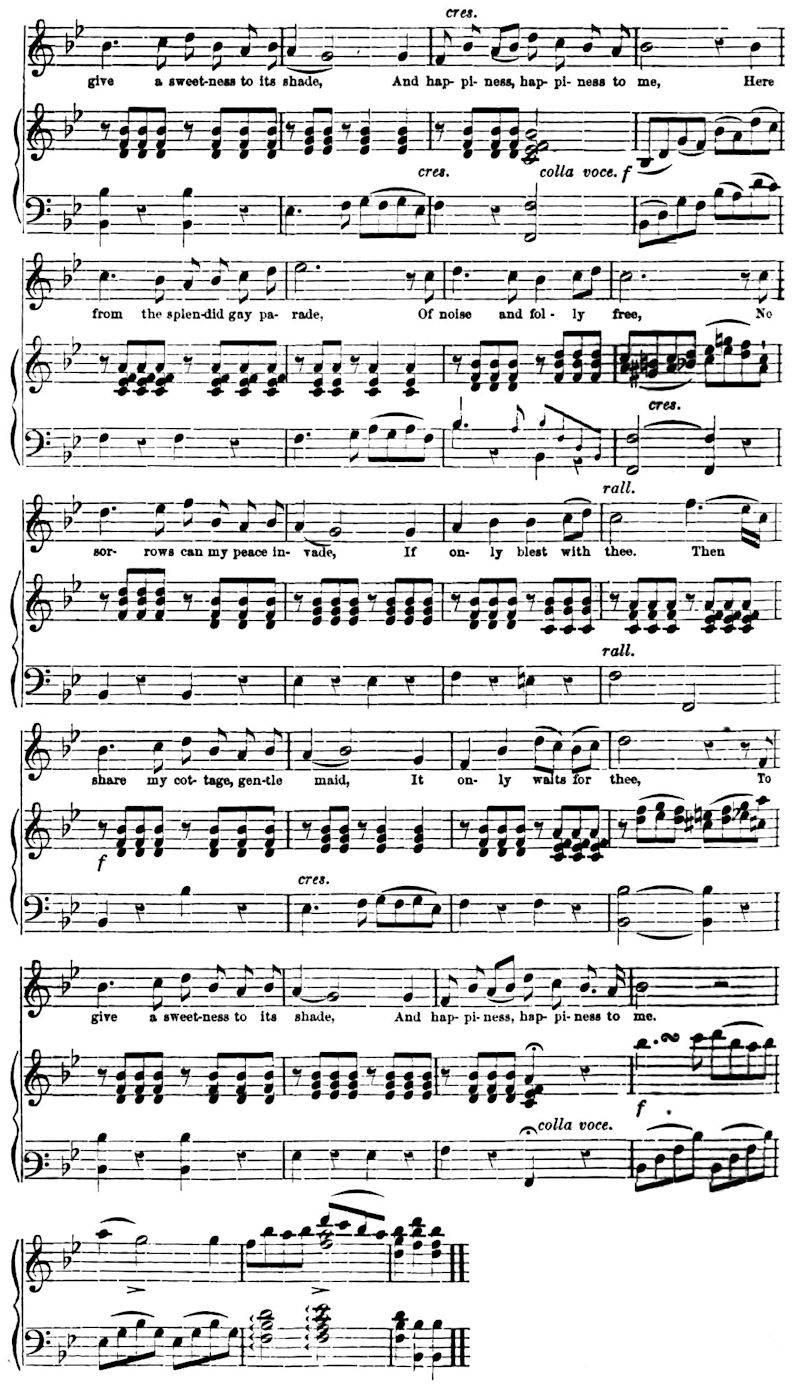 cres.
give a sweet-ness to its shade, And hap- pi- ness, hap- pi-ness to me, Here
cres. colla voce. f
from the splen-did gay pa- rade, Of noise and fol- ly free, No
cres.
rall.
sor- rows can my peace in- vade, If on- ly blest with thee. Then
rall.
share my cot- tage, gen-tle maid, It on- ly waits for thee, To
f
cres.
give a sweet-ness to its shade, And hap- pi- ness, hap- pi-ness to me.
f
colla voce.